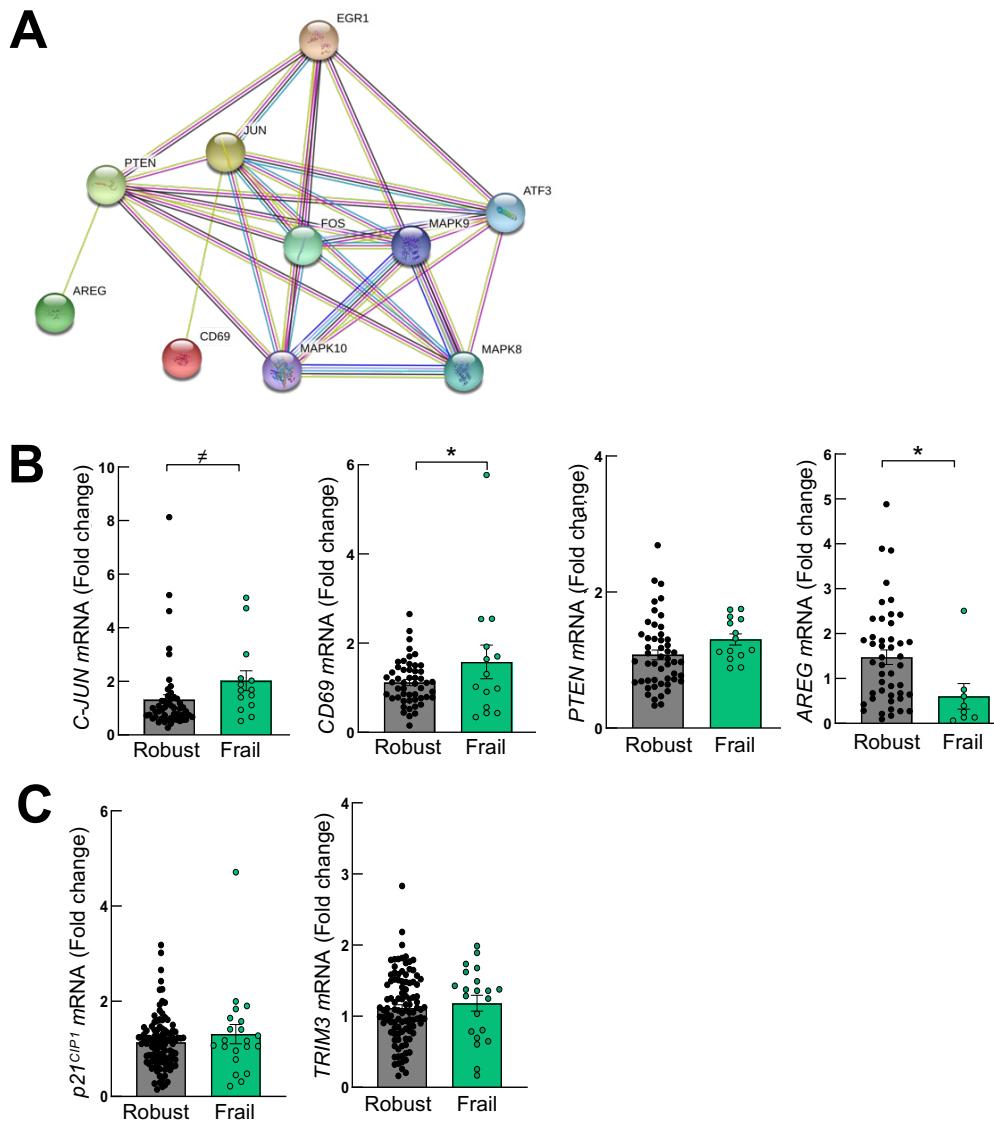 A
EGR1
JUN
PTEN
ATF3
FOS
MAPK9
AREG
CD69
MAPK10
MAPK8
B
C-JUN mRNA (Fold change)
10
8
6
4
2
0
≠
Robust
Frail
CD69 mRNA (Fold change)
6
4
2
0
*
Robust
Frail
PTEN mRNA (Fold change)
4
2
0
Robust
Frail
AREG mRNA (Fold change)
6
5
4
3
2
1
0
*
Robust
Frail
C
p21CIP1 mRNA (Fold change)
6
4
2
0
Robust
Frail
TRIM3 mRNA (Fold change)
4
3
2
1
0
Robust
Frail